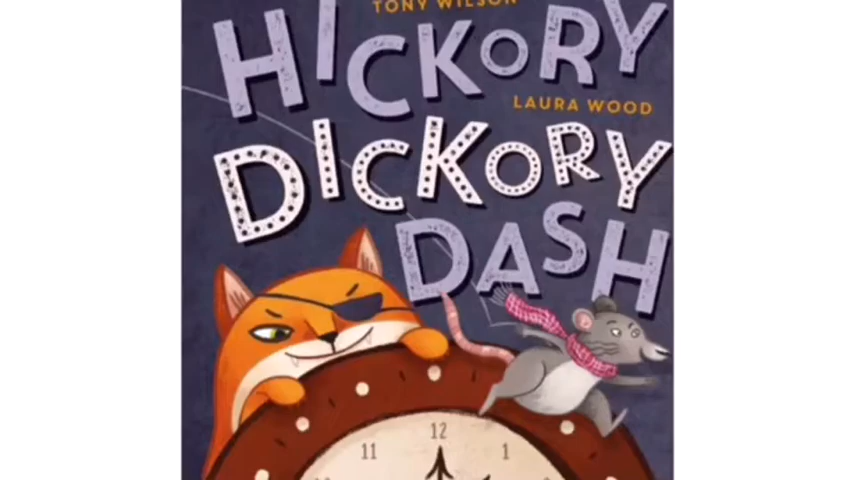 TONY WILSON
HICKORY
LAURA WOOD
DICKORY
DASH
12
11
1